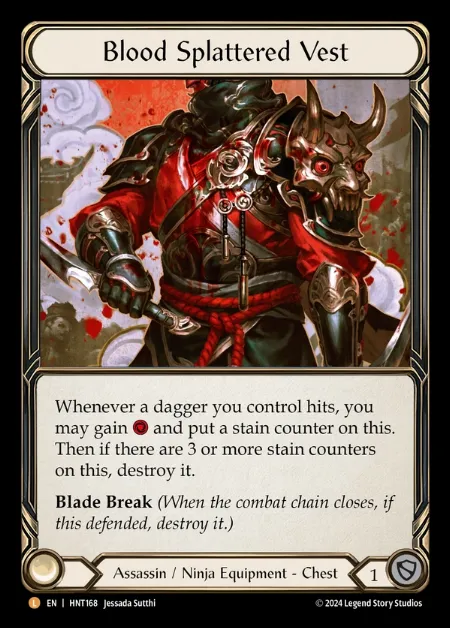 Blood Splattered Vest
Whenever a dagger you control hits, you
may gain and put a stain counter on this.
Then if there are 3 or more stain counters
on this, destroy it.
Blade Break (When the combat chain closes, if
this defended, destroy it.)
Assassin / Ninja Equipment - Chest
1
L EN | HNT168 Jessada Sutthi
© 2024 Legend Story Studios